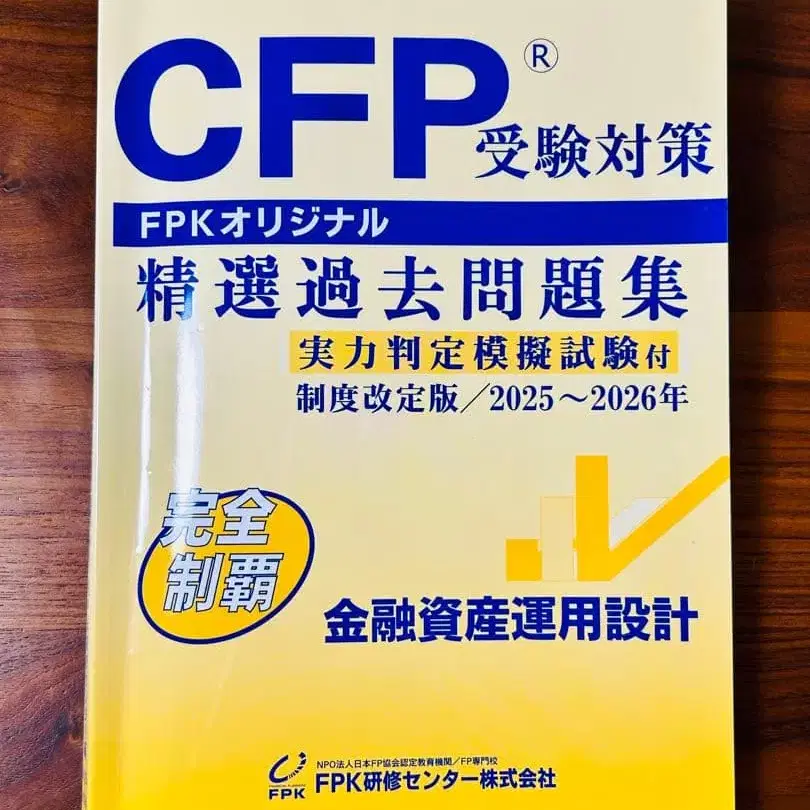 CFP®
受験対策
FPKオリジナル
精選過去問題集
実力判定模擬試験付
制度改定版／2025〜2026年
完全
制覇
金融資産運用設計
NPO法人日本FP協会認定教育機関／FP専門校
FPK
FPK研修センター株式会社